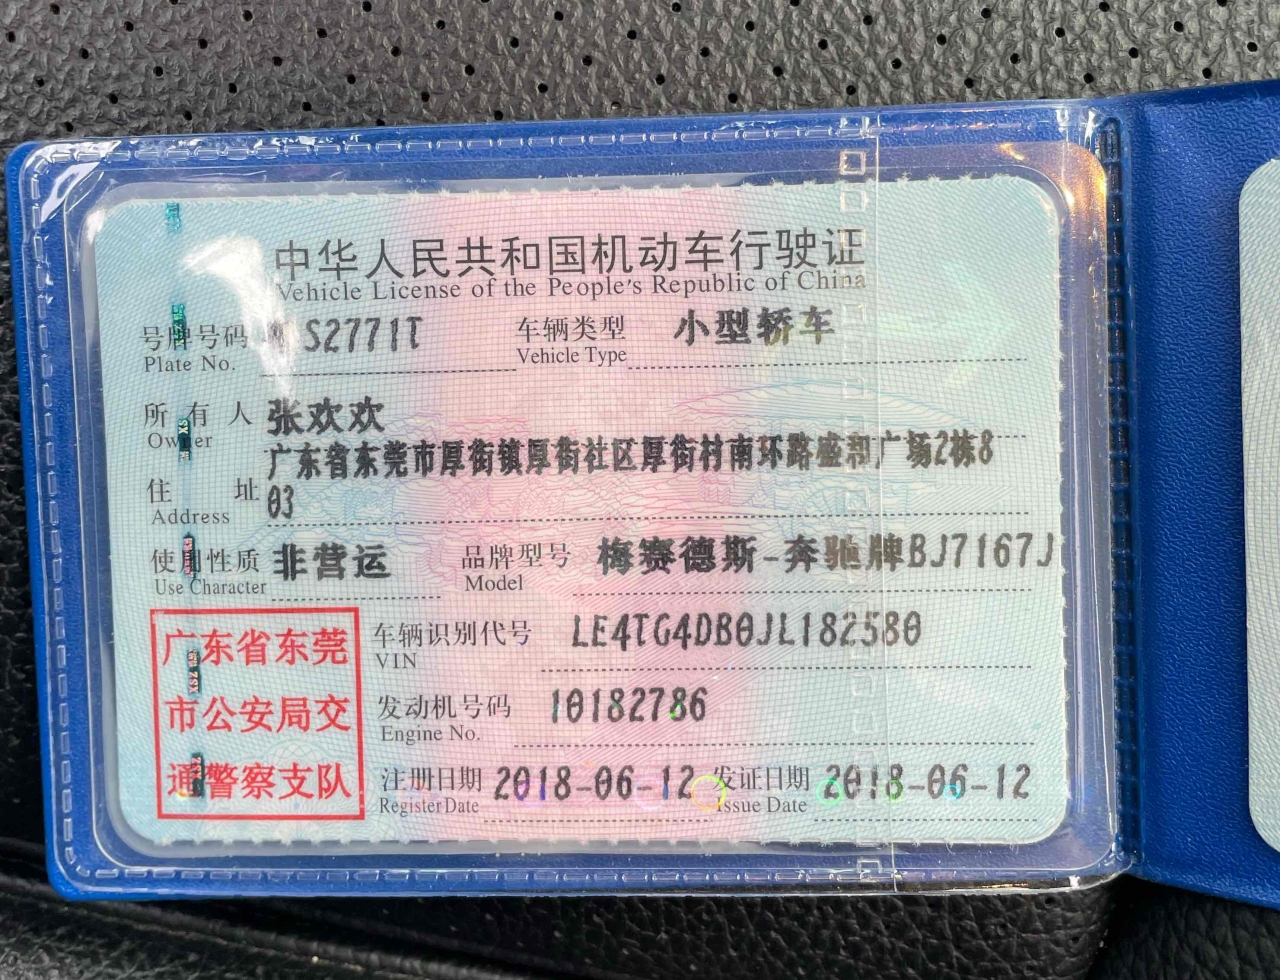 中华人民共和国机动车行驶证
Vehicle License of the People's Republic of China
号牌号码 S2771T 车辆类型 小型轿车
Plate No. Vehicle Type
所有人 张欢欢
Owner
广东省东莞市厚街镇厚街社区厚街村南环路盛和广场2栋8
住址 03
Address
使用性质 非营运 品牌型号 梅赛德斯-奔驰牌BJ7167J
Use Character Model
广东省东莞 车辆识别代号 LE4TG4DB0JL182580
VIN
市公安局交 发动机号码 10182786
Engine No.
通警察支队 注册日期 2018-06-12 发证日期 2018-06-12
Register Date Issue Date